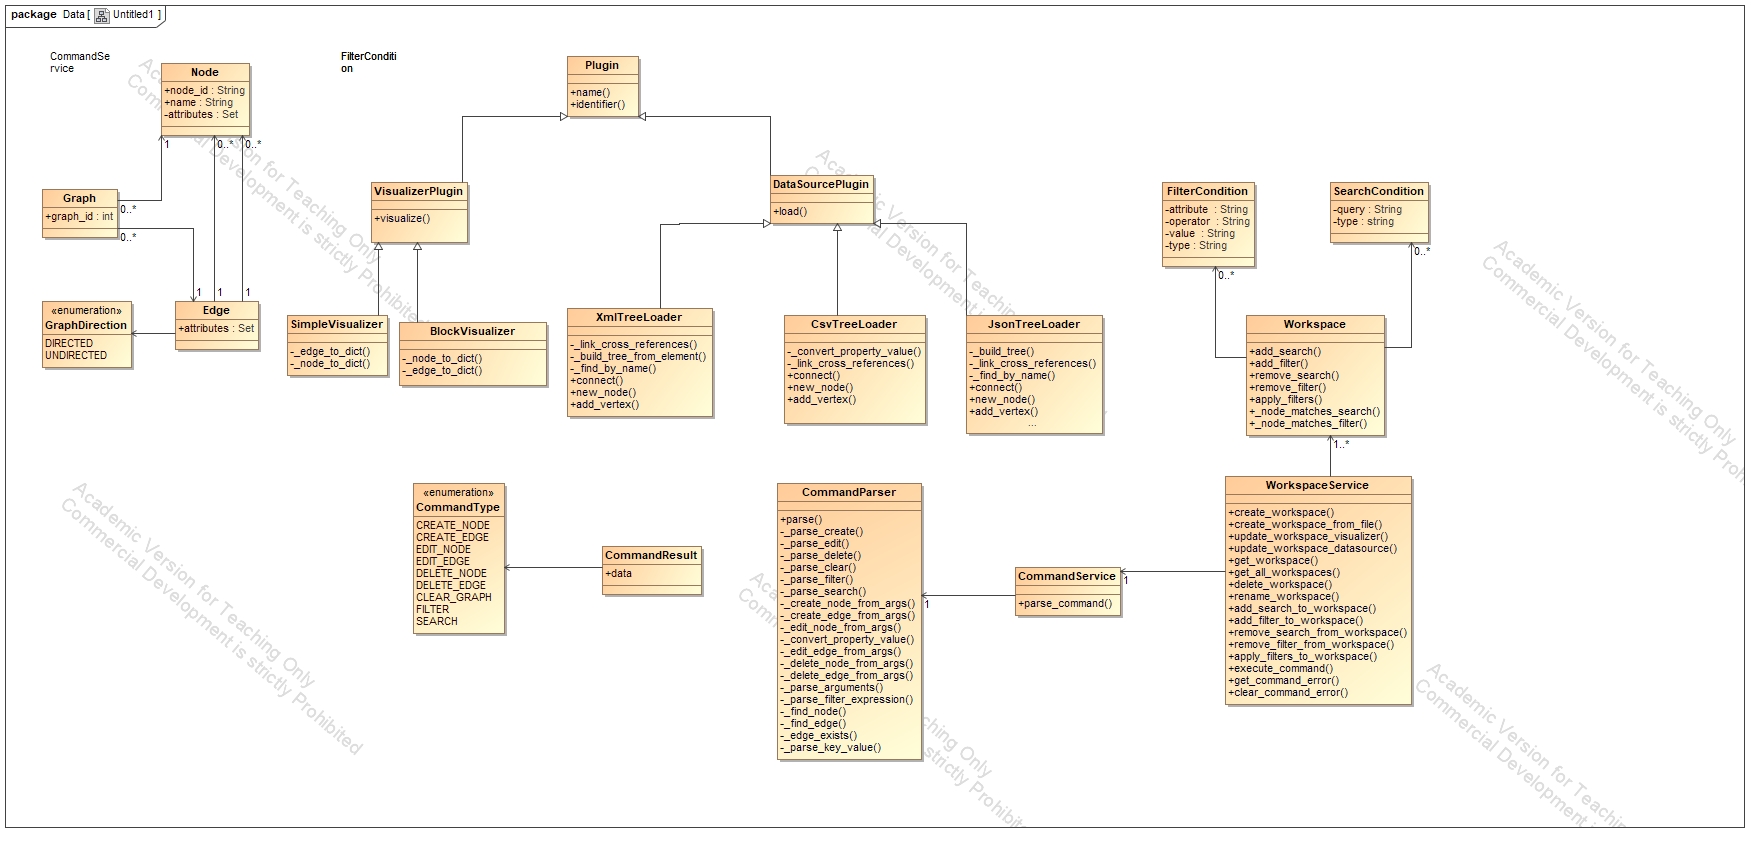 package Data [ Untitled1 ]
CommandSe
rvice
FilterConditi
on
Node
+node_id : String
+name : String
-attributes : Set
1
0..*
0..*
Graph
+graph_id : int
0..*
0..*
1
1
1
Edge
+attributes : Set
«enumeration»
GraphDirection
DIRECTED
UNDIRECTED
Plugin
+name()
+identifier()
VisualizerPlugin
+visualize()
DataSourcePlugin
+load()
SimpleVisualizer
-_edge_to_dict()
-_node_to_dict()
BlockVisualizer
-_node_to_dict()
-_edge_to_dict()
XmlTreeLoader
-_link_cross_references()
-_build_tree_from_element()
-_find_by_name()
+connect()
+new_node()
+add_vertex()
CsvTreeLoader
-_convert_property_value()
-_link_cross_references()
+connect()
+new_node()
+add_vertex()
JsonTreeLoader
-_build_tree()
-_link_cross_references()
-_find_by_name()
+connect()
+new_node()
+add_vertex()
...
FilterCondition
-attribute : String
-operator : String
-value : String
-type : String
0..*
SearchCondition
-query : String
-type : string
0..*
Workspace
+add_search()
+add_filter()
+remove_search()
+remove_filter()
+apply_filters()
+_node_matches_search()
+_node_matches_filter()
1..*
WorkspaceService
+create_workspace()
+create_workspace_from_file()
+update_workspace_visualizer()
+update_workspace_datasource()
+get_workspace()
+get_all_workspaces()
+delete_workspace()
+rename_workspace()
+add_search_to_workspace()
+add_filter_to_workspace()
+remove_search_from_workspace()
+remove_filter_from_workspace()
+apply_filters_to_workspace()
+execute_command()
+get_command_error()
+clear_command_error()
«enumeration»
CommandType
CREATE_NODE
CREATE_EDGE
EDIT_NODE
EDIT_EDGE
DELETE_NODE
DELETE_EDGE
CLEAR_GRAPH
FILTER
SEARCH
CommandResult
+data
CommandParser
+parse()
-_parse_create()
-_parse_edit()
-_parse_delete()
-_parse_clear()
-_parse_filter()
-_parse_search()
-_create_node_from_args()
-_create_edge_from_args()
-_edit_node_from_args()
-_convert_property_value()
-_edit_edge_from_args()
-_delete_node_from_args()
-_delete_edge_from_args()
-_parse_arguments()
-_parse_filter_expression()
-_find_node()
-_find_edge()
-_edge_exists()
-_parse_key_value()
1
CommandService
+parse_command()
1
Academic Version for Teaching Only
Commercial Development is strictly Prohibited